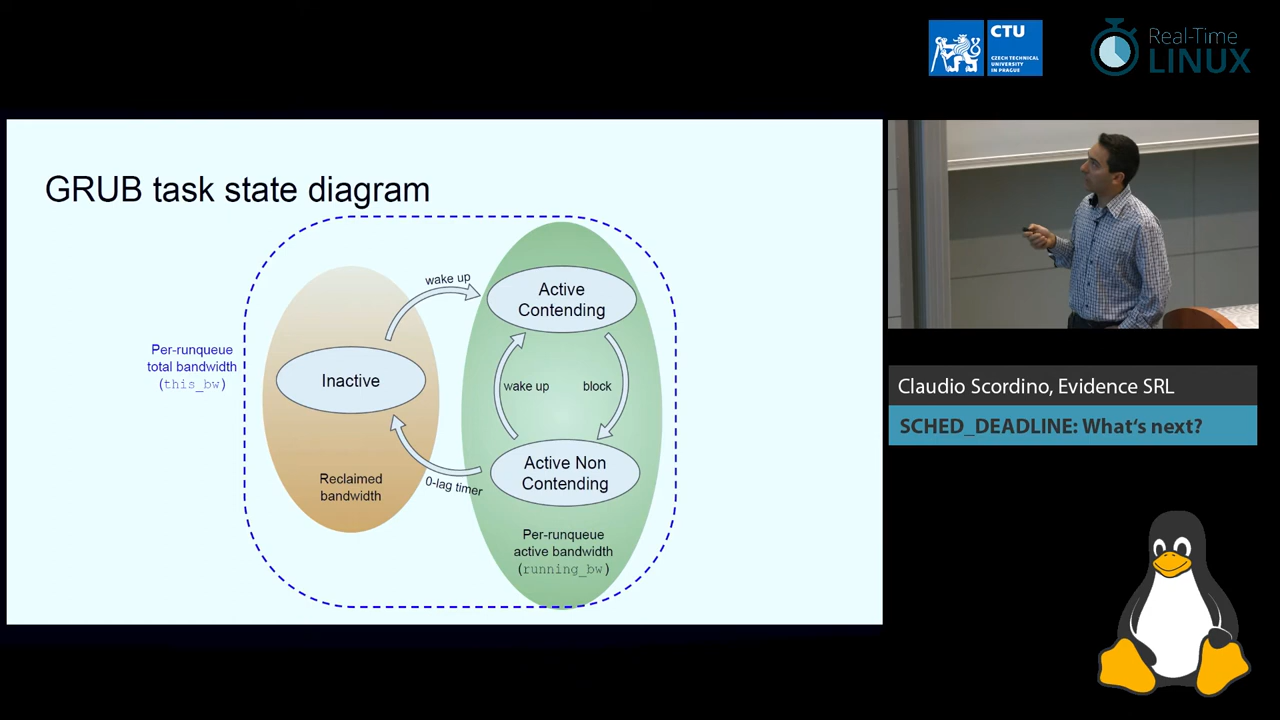 CTU
CZECH TECHNICAL
UNIVERSITY
IN PRAGUE
Real-Time
LINUX
GRUB task state diagram
wake up
Active
Contending
Per-runqueue
total bandwidth
(this_bw)
Inactive
wake up
block
Active Non
Contending
Reclaimed
bandwidth
0-lag timer
Per-runqueue
active bandwidth
(running_bw)
Claudio Scordino, Evidence SRL
SCHED_DEADLINE: What's next?